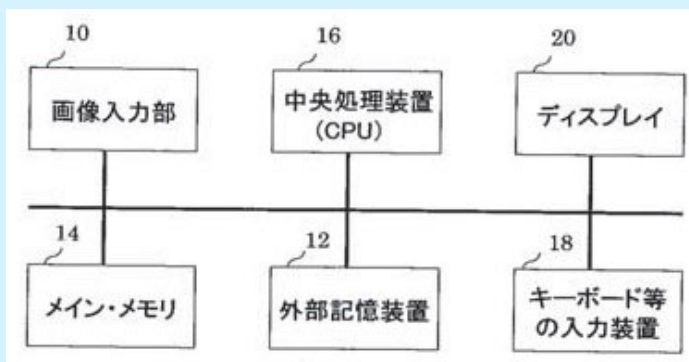 10
画像入力部
16
中央処理装置
(CPU)
20
ディスプレイ
14
メイン・メモリ
12
外部記憶装置
18
キーボード等
の入力装置